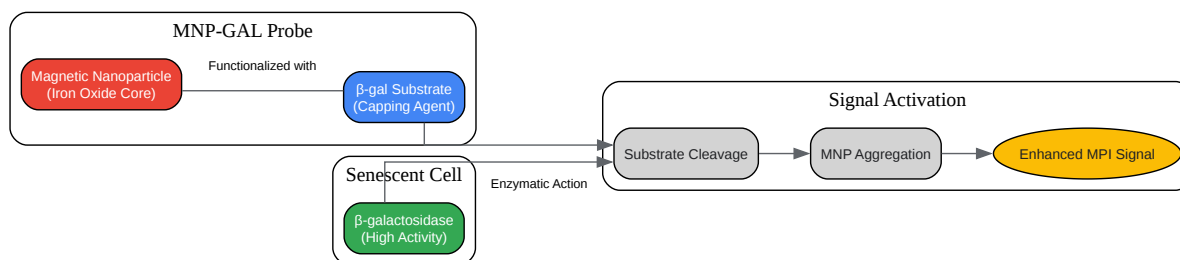 MNP-GAL Probe
Magnetic Nanoparticle
(Iron Oxide Core)
Functionalized with
β-gal Substrate
(Capping Agent)
Senescent Cell
β-galactosidase
(High Activity)
Enzymatic Action
Signal Activation
Substrate Cleavage
MNP Aggregation
Enhanced MPI Signal